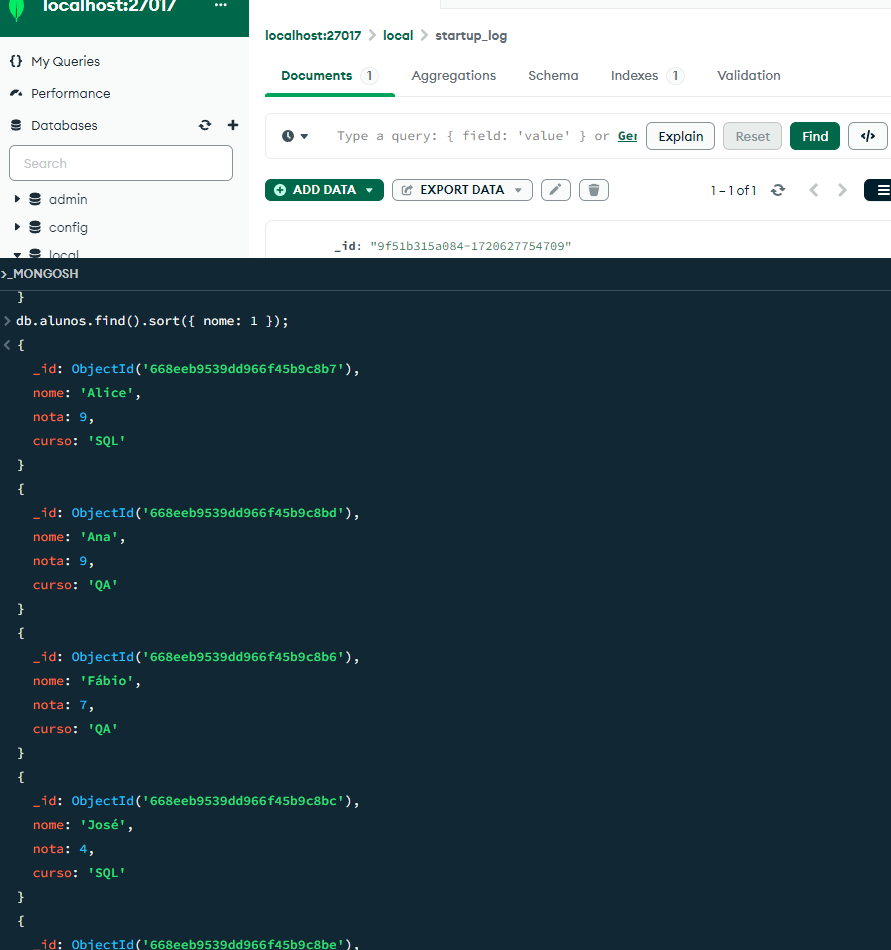 localhost:27017 ...
localhost:27017 > local > startup_log
{} My Queries
Documents 1 Aggregations Schema Indexes 1 Validation
Performance
Databases
Type a query: { field: 'value' } or Ger Explain Reset Find </>
Search
ADD DATA EXPORT DATA 1 – 1 of 1
admin
config
_id: "9f51b315a084-1720627754709"
local
>_MONGOSH
}
> db.alunos.find().sort({ nome: 1 });
< {
_id: ObjectId('668eeb9539dd966f45b9c8b7'),
nome: 'Alice',
nota: 9,
curso: 'SQL'
}
{
_id: ObjectId('668eeb9539dd966f45b9c8bd'),
nome: 'Ana',
nota: 9,
curso: 'QA'
}
{
_id: ObjectId('668eeb9539dd966f45b9c8b6'),
nome: 'Fábio',
nota: 7,
curso: 'QA'
}
{
_id: ObjectId('668eeb9539dd966f45b9c8bc'),
nome: 'José',
nota: 4,
curso: 'SQL'
}
{
_id: ObjectId('668eeb9539dd966f45b9c8be'),